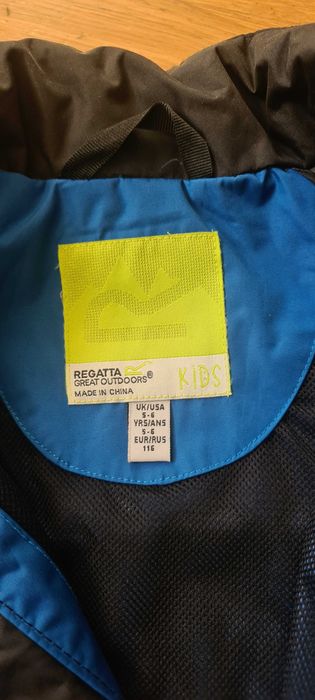 REGATTA
GREAT OUTDOORS®
MADE IN CHINA
KIDS
UK/USA
5-6
YRS/ANS
5-6
EUR/RUS
116